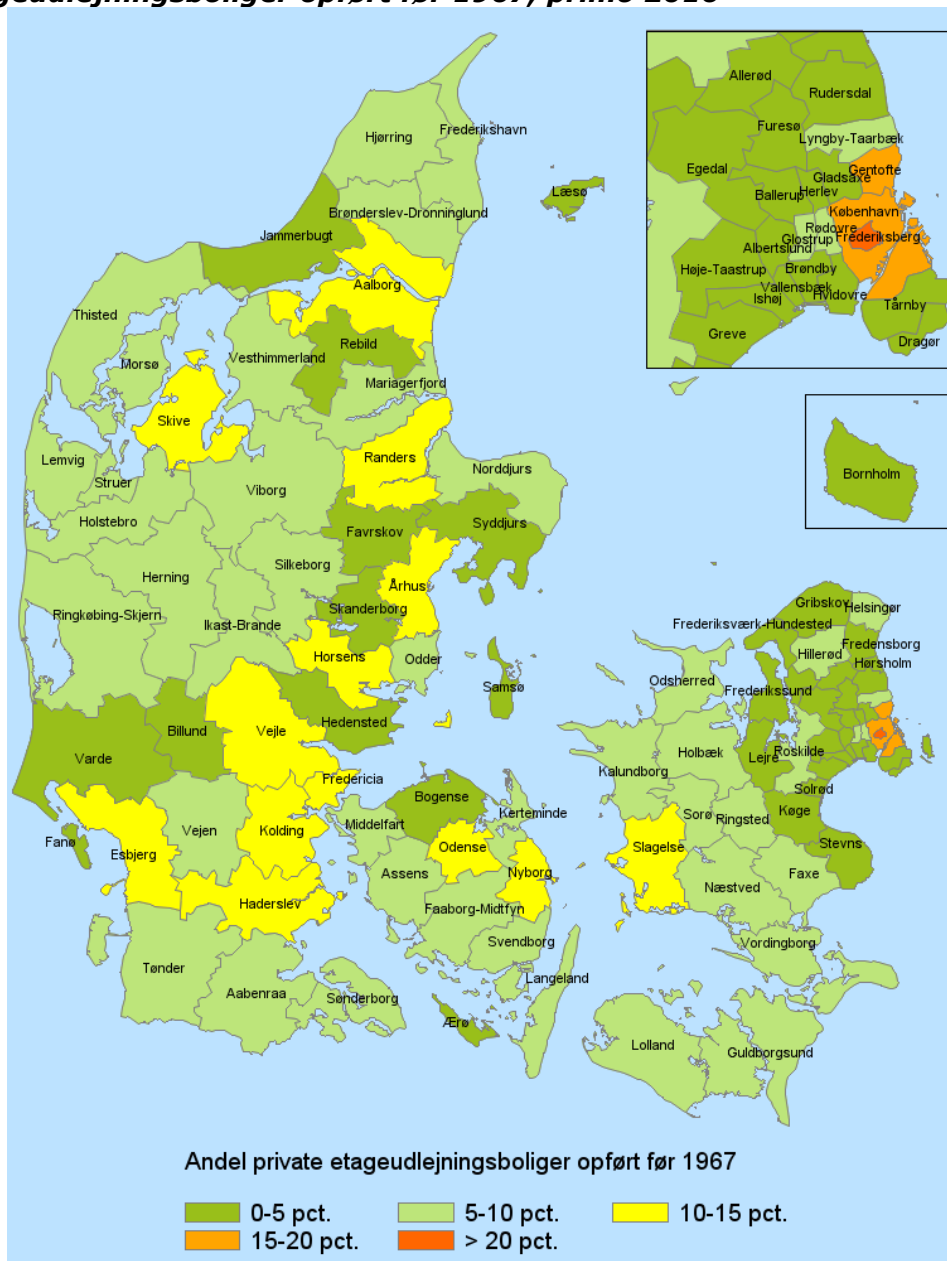 geudlejningsboliger opført før 1967, primo 2010
Allerød
Rudersdal
Furesø
Lyngby-Taarbæk
Egedal
Gentofte
Gladsaxe
Ballerup
Herlev
København
Rødovre
Frederiksberg
Glostrup
Albertslund
Høje-Taastrup
Brøndby
Vallensbæk
Ishøj
Hvidovre
Tårnby
Greve
Dragør
Hjørring
Frederikshavn
Læsø
Brønderslev-Dronninglund
Jammerbugt
Aalborg
Thisted
Rebild
Vesthimmerland
Morsø
Mariagerfjord
Skive
Randers
Lemvig
Norddjurs
Struer
Viborg
Bornholm
Holstebro
Favrskov
Syddjurs
Silkeborg
Herning
Århus
Skanderborg
Ringkøbing-Skjern
Ikast-Brande
Gribskov
Helsingør
Frederiksværk-Hundested
Fredensborg
Horsens
Hillerød
Odder
Hørsholm
Odsherred
Samsø
Frederikssund
Hedensted
Billund
Vejle
Varde
Holbæk
Roskilde
Lejre
Kalundborg
Fredericia
Solrød
Bogense
Køge
Kerteminde
Sorø
Ringsted
Middelfart
Kolding
Vejen
Fanø
Esbjerg
Odense
Slagelse
Stevns
Nyborg
Assens
Faxe
Næstved
Haderslev
Faaborg-Midtfyn
Svendborg
Vordingborg
Tønder
Langeland
Aabenraa
Sønderborg
Ærø
Lolland
Guldborgsund
Andel private etageudlejningsboliger opført før 1967
0-5 pct.
5-10 pct.
10-15 pct.
15-20 pct.
> 20 pct.